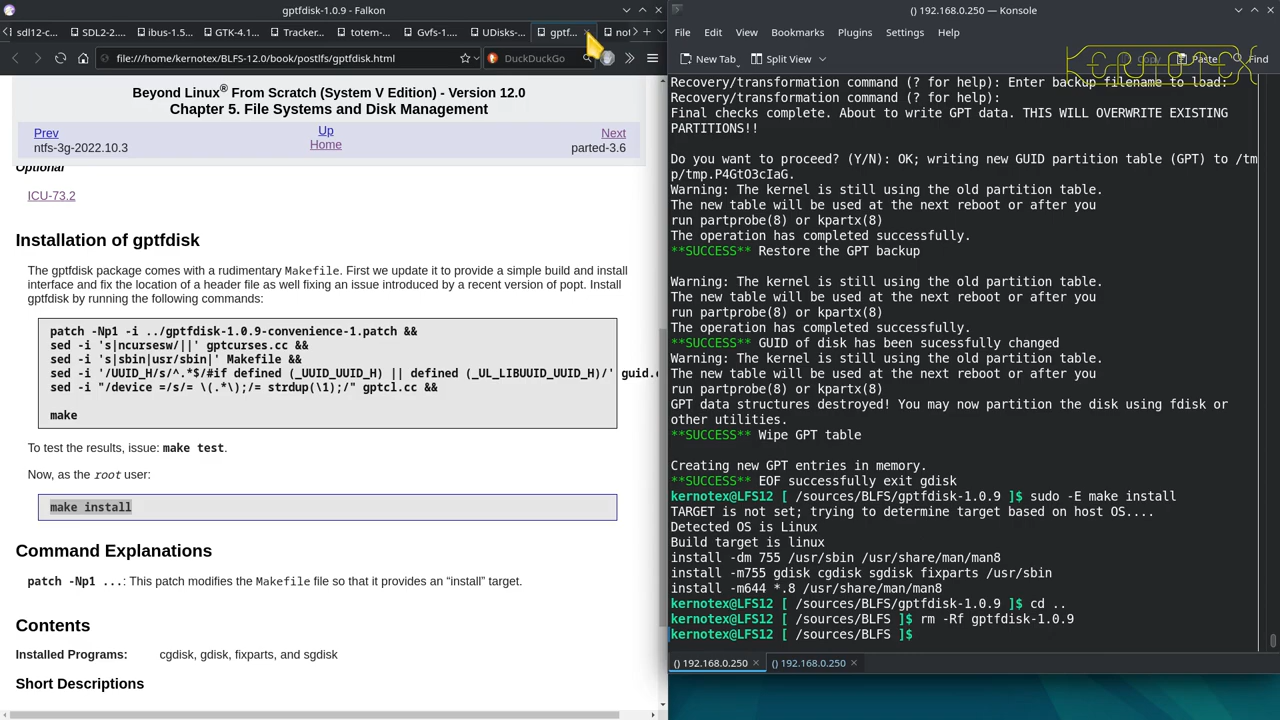 gptfdisk-1.0.9 - Falkon
sdl12-c...
SDL2-2....
ibus-1.5...
GTK-4.1...
Tracker...
totem-...
Gvfs-1....
UDisks-...
gptf...
file:///home/kernotex/BLFS-12.0/book/postlfs/gptfdisk.html
DuckDuckGo
Beyond Linux® From Scratch (System V Edition) - Version 12.0
Chapter 5. File Systems and Disk Management
Prev
Up
Next
ntfs-3g-2022.10.3
Home
parted-3.6
Optional
ICU-73.2
Installation of gptfdisk
The gptfdisk package comes with a rudimentary Makefile. First we update it to provide a simple build and install
interface and fix the location of a header file as well fixing an issue introduced by a recent version of popt. Install
gptfdisk by running the following commands:
patch -Np1 -i ../gptfdisk-1.0.9-convenience-1.patch &&
sed -i 's|ncursesw/||' gptcurses.cc &&
sed -i 's|sbin|usr/sbin|' Makefile &&
sed -i '/UUID_H/s/^.*$/#if defined (_UUID_UUID_H) || defined (_UL_LIBUUID_UUID_H)/' guid.
sed -i "/device =/s/= \(.*\);/= strdup(\1);/" gptcl.cc &&
make
To test the results, issue: make test.
Now, as the root user:
make install
Command Explanations
patch -Np1 ...: This patch modifies the Makefile file so that it provides an “install” target.
Contents
Installed Programs: cgdisk, gdisk, fixparts, and sgdisk
Short Descriptions
() 192.168.0.250 — Konsole
File Edit View Bookmarks Plugins Settings Help
New Tab
Split View
Copy
Paste
Find
KERNOTEX
Recovery/transformation command (? for help): Enter backup filename to load:
Recovery/transformation command (? for help):
Final checks complete. About to write GPT data. THIS WILL OVERWRITE EXISTING
PARTITIONS!!
Do you want to proceed? (Y/N): OK; writing new GUID partition table (GPT) to /tm
p/tmp.P4GtO3cIaG.
Warning: The kernel is still using the old partition table.
The new table will be used at the next reboot or after you
run partprobe(8) or kpartx(8)
The operation has completed successfully.
**SUCCESS** Restore the GPT backup
Warning: The kernel is still using the old partition table.
The new table will be used at the next reboot or after you
run partprobe(8) or kpartx(8)
The operation has completed successfully.
**SUCCESS** GUID of disk has been sucessfully changed
Warning: The kernel is still using the old partition table.
The new table will be used at the next reboot or after you
run partprobe(8) or kpartx(8)
GPT data structures destroyed! You may now partition the disk using fdisk or
other utilities.
**SUCCESS** Wipe GPT table
Creating new GPT entries in memory.
**SUCCESS** EOF successfully exit gdisk
kernotex@LFS12 [ /sources/BLFS/gptfdisk-1.0.9 ]$ sudo -E make install
TARGET is not set; trying to determine target based on host OS....
Detected OS is Linux
Build target is linux
install -dm 755 /usr/sbin /usr/share/man/man8
install -m755 gdisk cgdisk sgdisk fixparts /usr/sbin
install -m644 *.8 /usr/share/man/man8
kernotex@LFS12 [ /sources/BLFS/gptfdisk-1.0.9 ]$ cd ..
kernotex@LFS12 [ /sources/BLFS ]$ rm -Rf gptfdisk-1.0.9
kernotex@LFS12 [ /sources/BLFS ]$
() 192.168.0.250
() 192.168.0.250